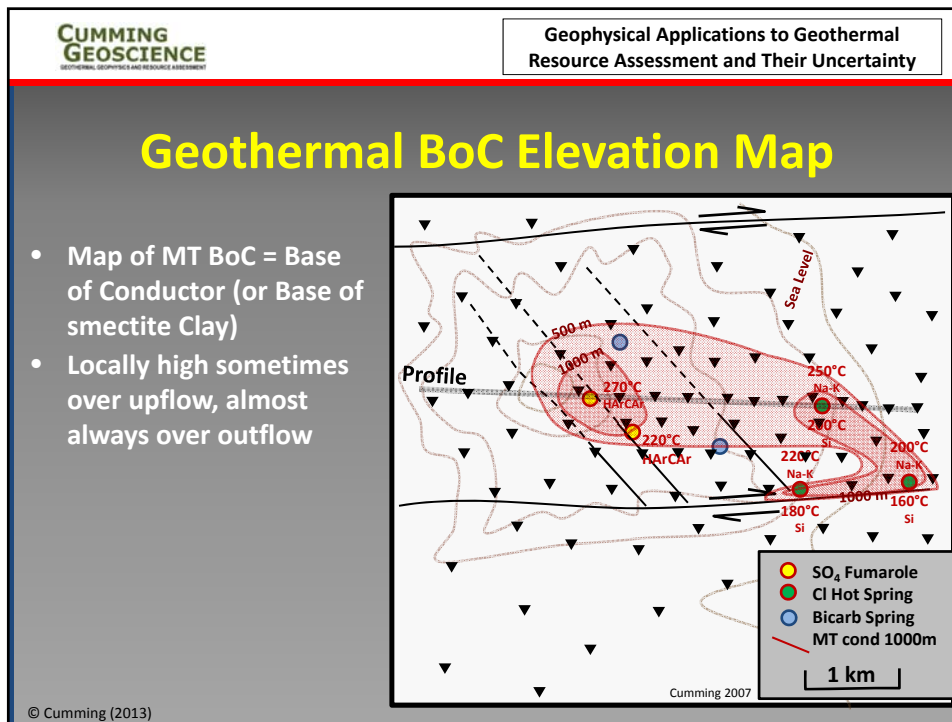 CUMMING
GEOSCIENCE
GEOTHERMAL GEOPHYSICS AND RESOURCE ASSESSMENT
Geophysical Applications to Geothermal
Resource Assessment and Their Uncertainty
Geothermal BoC Elevation Map
• Map of MT BoC = Base
of Conductor (or Base of
smectite Clay)
• Locally high sometimes
over upflow, almost
always over outflow
Sea Level
500 m
1000 m
Profile
270°C
HArCAr
220°C
HArCAr
250°C
Na-K
200°C
Si
220°C
Na-K
180°C
Si
200°C
Na-K
1000 m
160°C
Si
SO₄ Fumarole
Cl Hot Spring
Bicarb Spring
MT cond 1000m
1 km
Cumming 2007
© Cumming (2013)